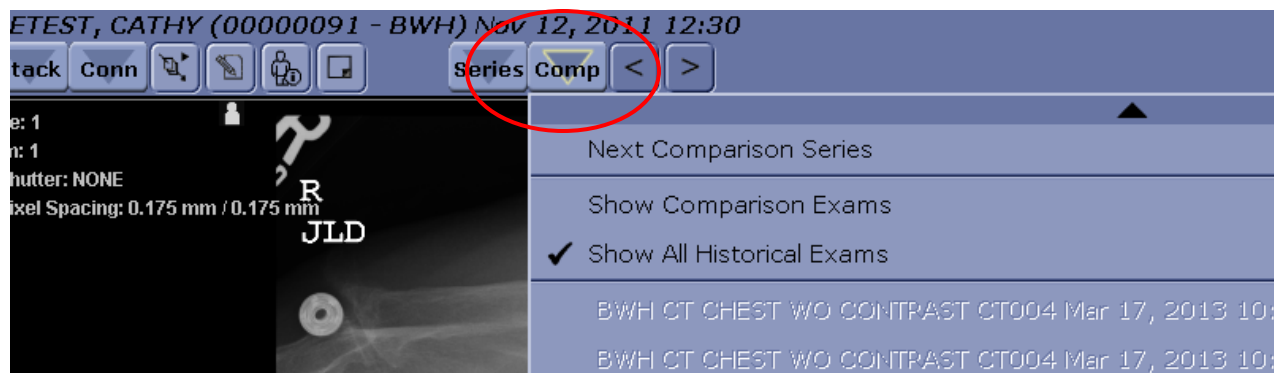 ETEST, CATHY (00000091 - BWH) Nov 12, 2011 12:30
tack Conn Series Comp < >
e: 1
n: 1
hutter: NONE
ixel Spacing: 0.175 mm / 0.175 mm
R
JLD
Next Comparison Series
Show Comparison Exams
Show All Historical Exams
BWH CT CHEST WO CONTRAST CT004 Mar 17, 2013 10:
BWH CT CHEST WO CONTRAST CT004 Mar 17, 2013 10: